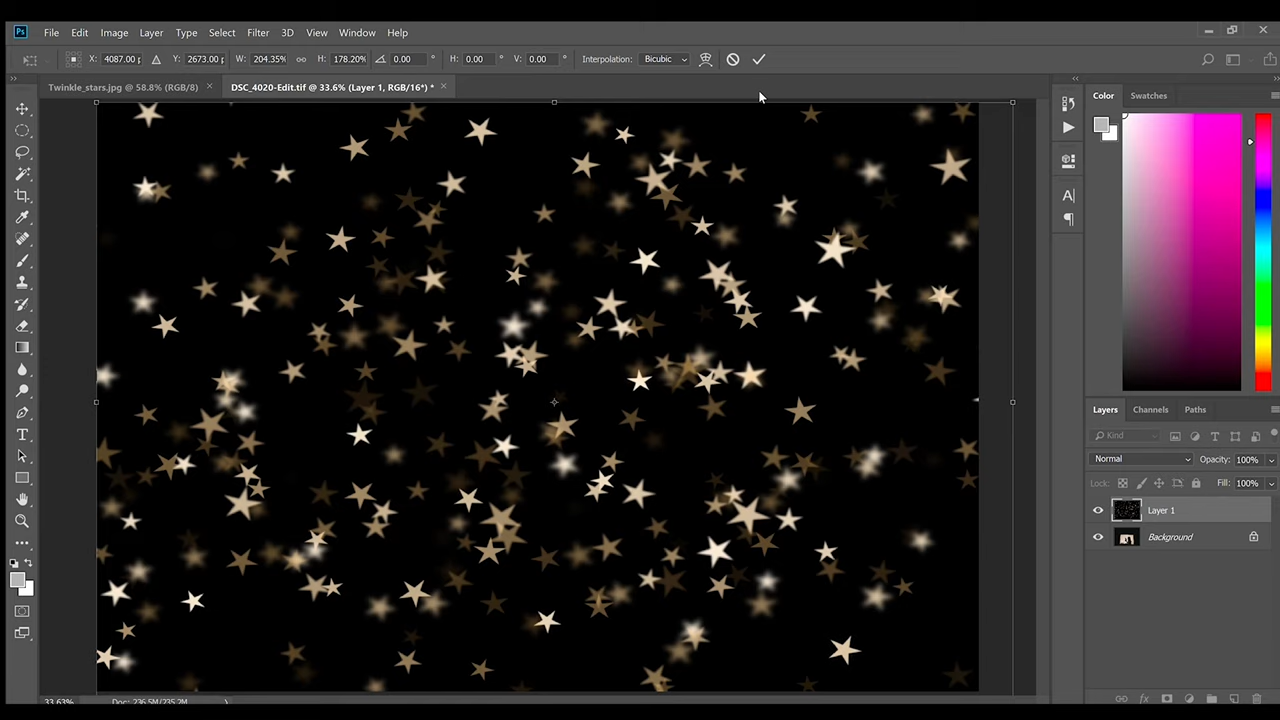 Ps File Edit Image Layer Type Select Filter 3D View Window Help
X: 4087.00 p Y: 2673.00 p W: 204.35% H: 178.20% 0.00 ° H: 0.00 ° V: 0.00 ° Interpolation: Bicubic
Twinkle_stars.jpg @ 58.8% (RGB/8) × DSC_4020-Edit.tif @ 33.6% (Layer 1, RGB/16*) * ×
Color Swatches
Layers Channels Paths
Kind
Normal Opacity: 100%
Lock: Fill: 100%
Layer 1
Background
33.63% Doc: 236.5M/235.2M